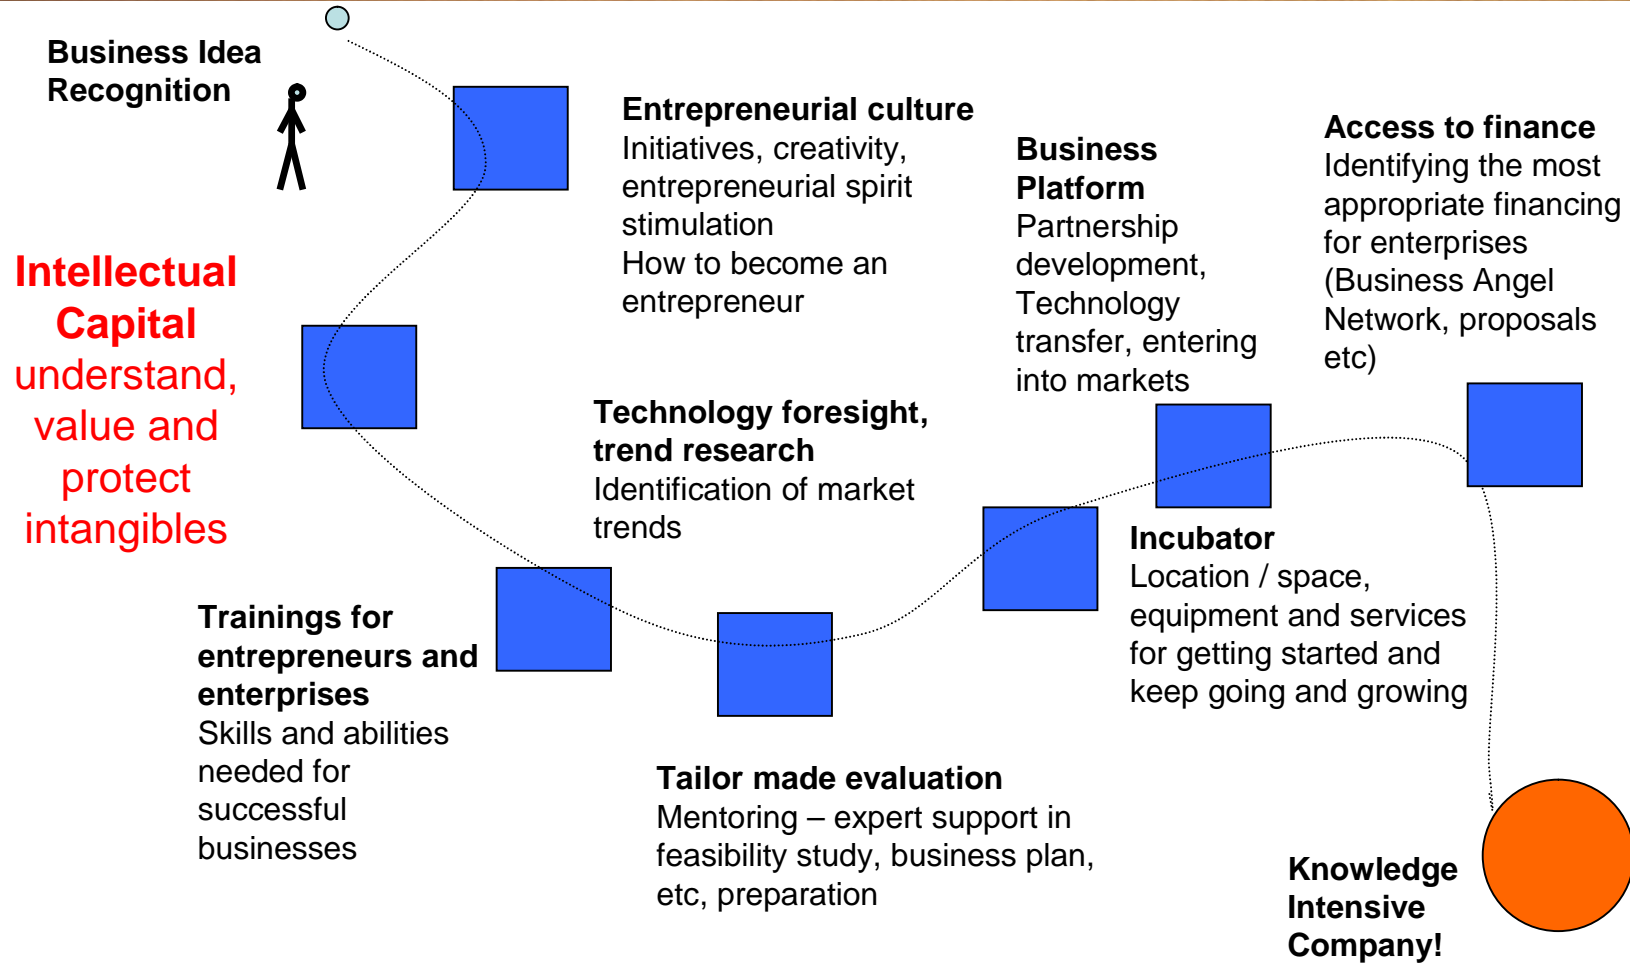 Business Idea
Recognition
Entrepreneurial culture
Initiatives, creativity,
entrepreneurial spirit
stimulation
How to become an
entrepreneur
Business
Platform
Partnership
development,
Technology
transfer, entering
into markets
Access to finance
Identifying the most
appropriate financing
for enterprises
(Business Angel
Network, proposals
etc)
Intellectual
Capital
understand,
value and
protect
intangibles
Technology foresight,
trend research
Identification of market
trends
Incubator
Location / space,
equipment and services
for getting started and
keep going and growing
Trainings for
entrepreneurs and
enterprises
Skills and abilities
needed for
successful
businesses
Tailor made evaluation
Mentoring – expert support in
feasibility study, business plan,
etc, preparation
Knowledge
Intensive
Company!